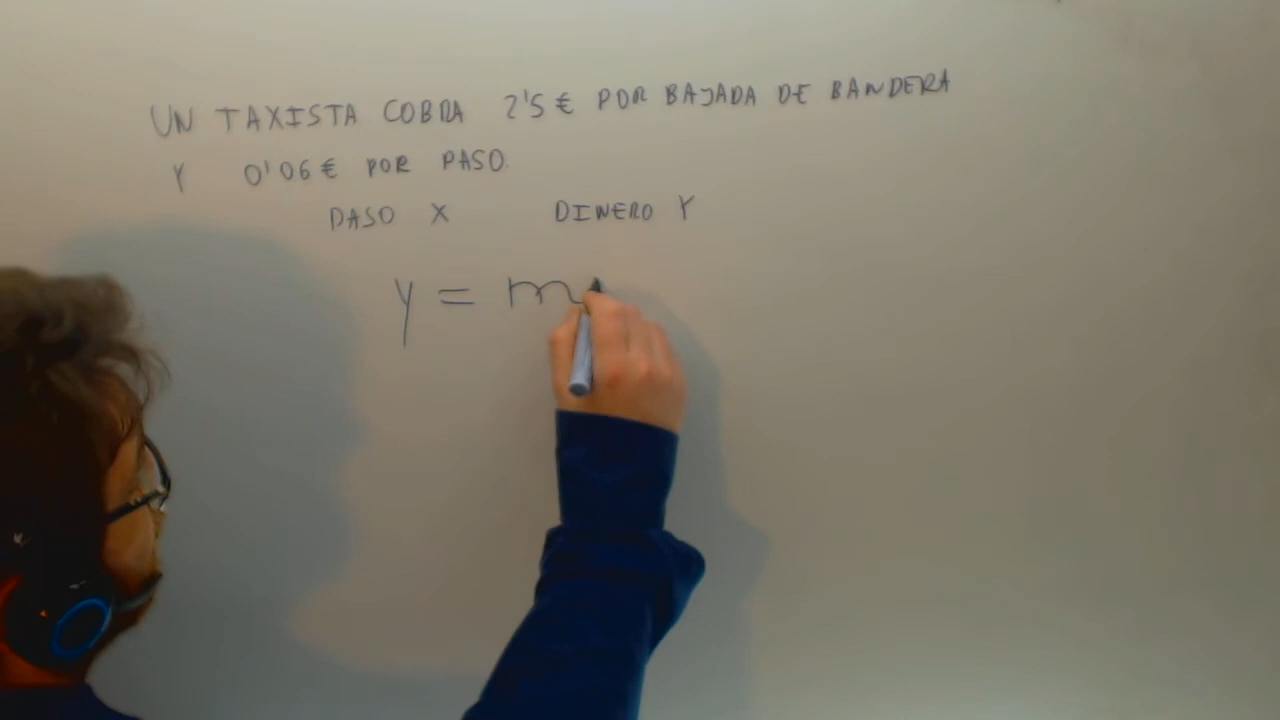 UN TAXISTA COBRA 2'5 € POR BAJADA DE BANDERA
Y 0'06 € POR PASO.
PASO X DINERO Y
y = m